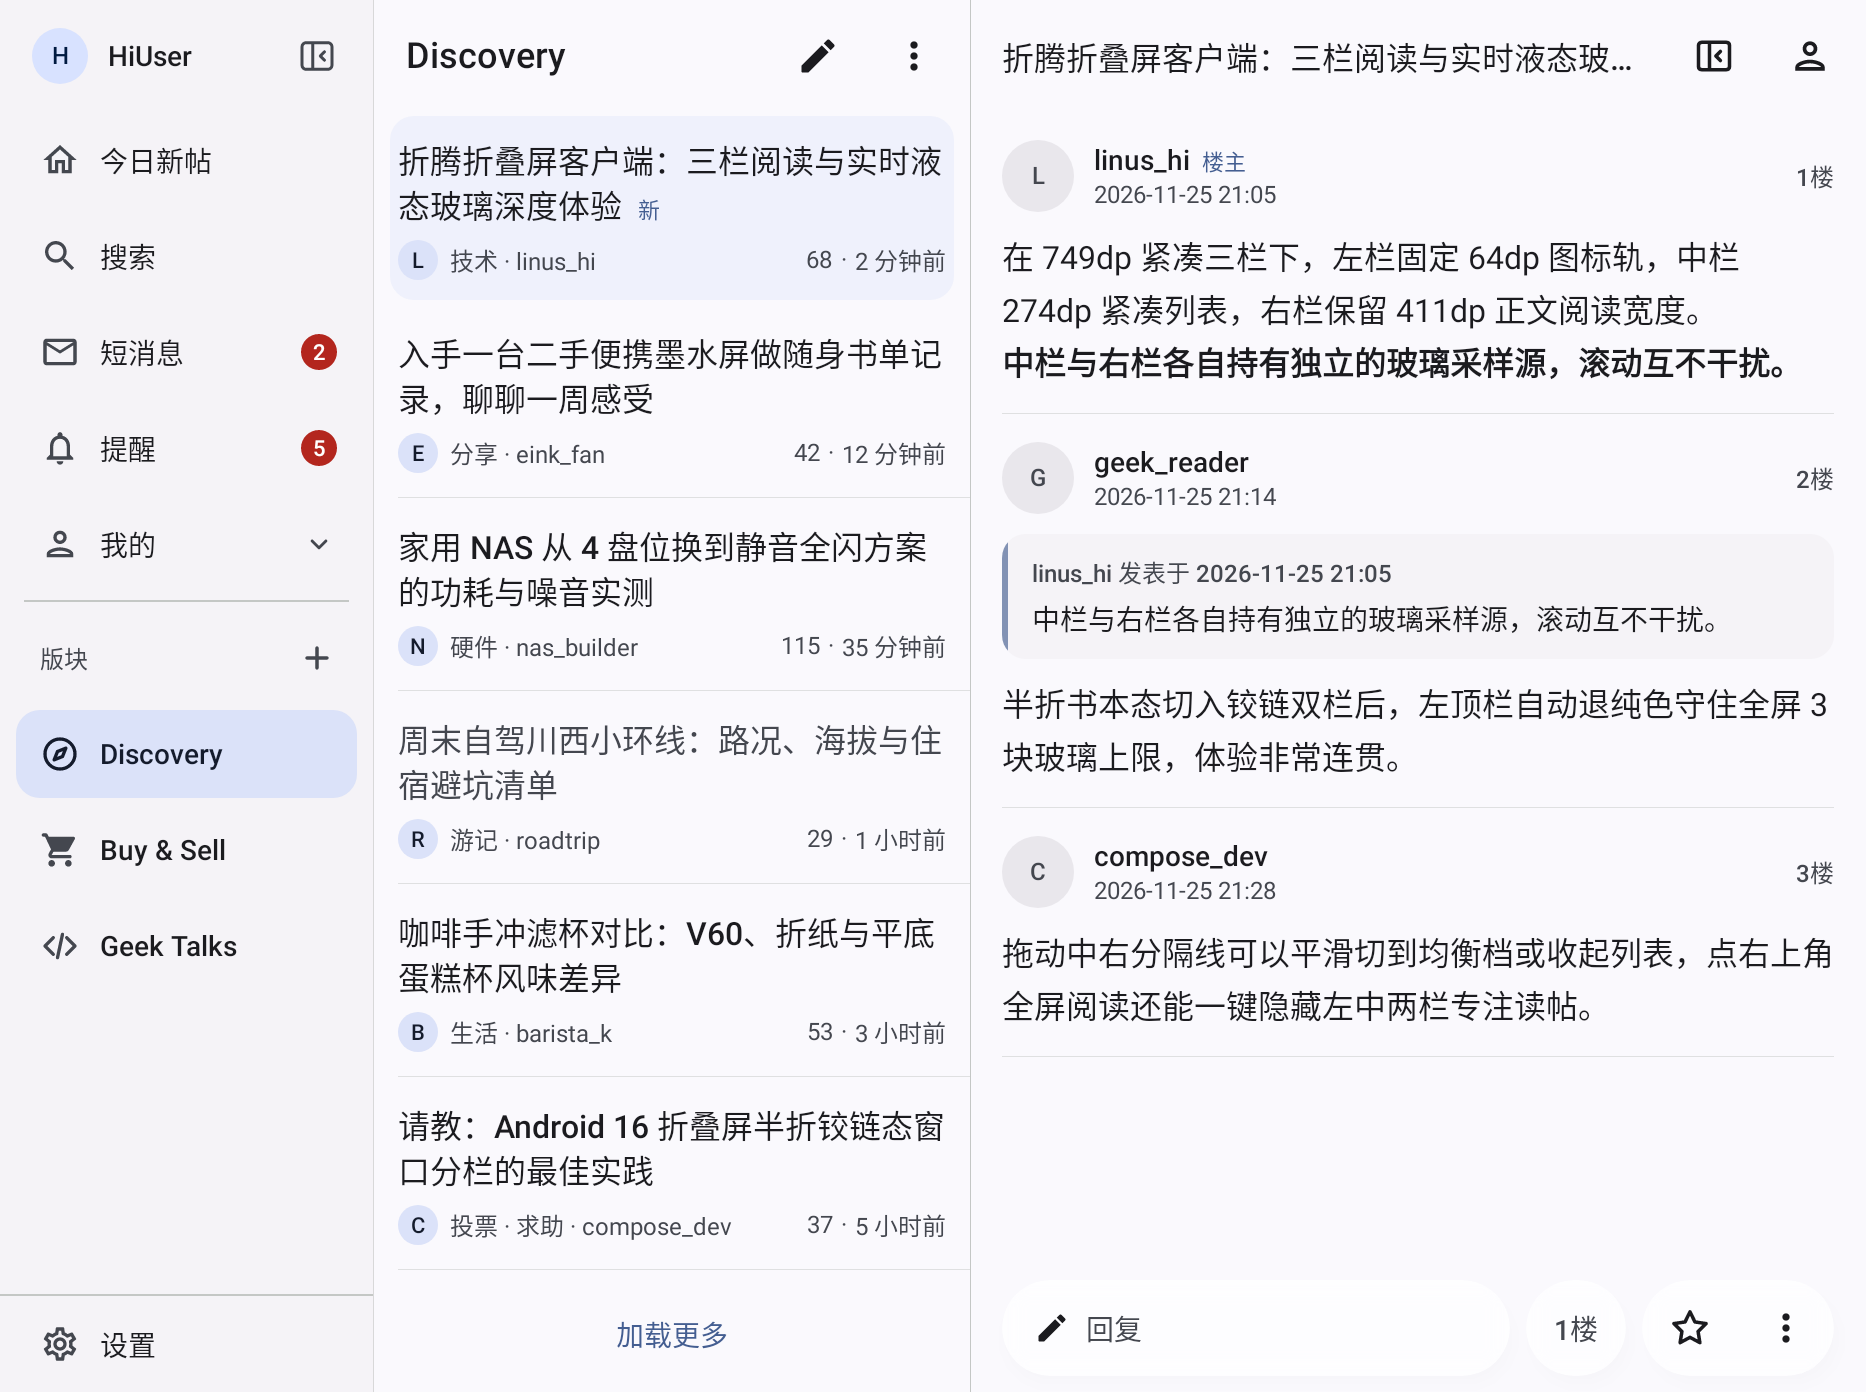 H
HiUser
今日新帖
搜索
短消息
2
提醒
5
我的
版块
Discovery
Buy & Sell
Geek Talks
设置
Discovery
折腾折叠屏客户端：三栏阅读与实时液
态玻璃深度体验 新
L 技术 · linus_hi 68 · 2 分钟前
入手一台二手便携墨水屏做随身书单记
录，聊聊一周感受
E 分享 · eink_fan 42 · 12 分钟前
家用 NAS 从 4 盘位换到静音全闪方案
的功耗与噪音实测
N 硬件 · nas_builder 115 · 35 分钟前
周末自驾川西小环线：路况、海拔与住
宿避坑清单
R 游记 · roadtrip 29 · 1 小时前
咖啡手冲滤杯对比：V60、折纸与平底
蛋糕杯风味差异
B 生活 · barista_k 53 · 3 小时前
请教：Android 16 折叠屏半折铰链态窗
口分栏的最佳实践
C 投票 · 求助 · compose_dev 37 · 5 小时前
加载更多
折腾折叠屏客户端：三栏阅读与实时液态玻...
L
linus_hi 楼主
2026-11-25 21:05
1楼
在 749dp 紧凑三栏下，左栏固定 64dp 图标轨，中栏
274dp 紧凑列表，右栏保留 411dp 正文阅读宽度。
中栏与右栏各自持有独立的玻璃采样源，滚动互不干扰。
G
geek_reader
2026-11-25 21:14
2楼
linus_hi 发表于 2026-11-25 21:05
中栏与右栏各自持有独立的玻璃采样源，滚动互不干扰。
半折书本态切入铰链双栏后，左顶栏自动退纯色守住全屏 3
块玻璃上限，体验非常连贯。
C
compose_dev
2026-11-25 21:28
3楼
拖动中右分隔线可以平滑切到均衡档或收起列表，点右上角
全屏阅读还能一键隐藏左中两栏专注读帖。
回复
1楼